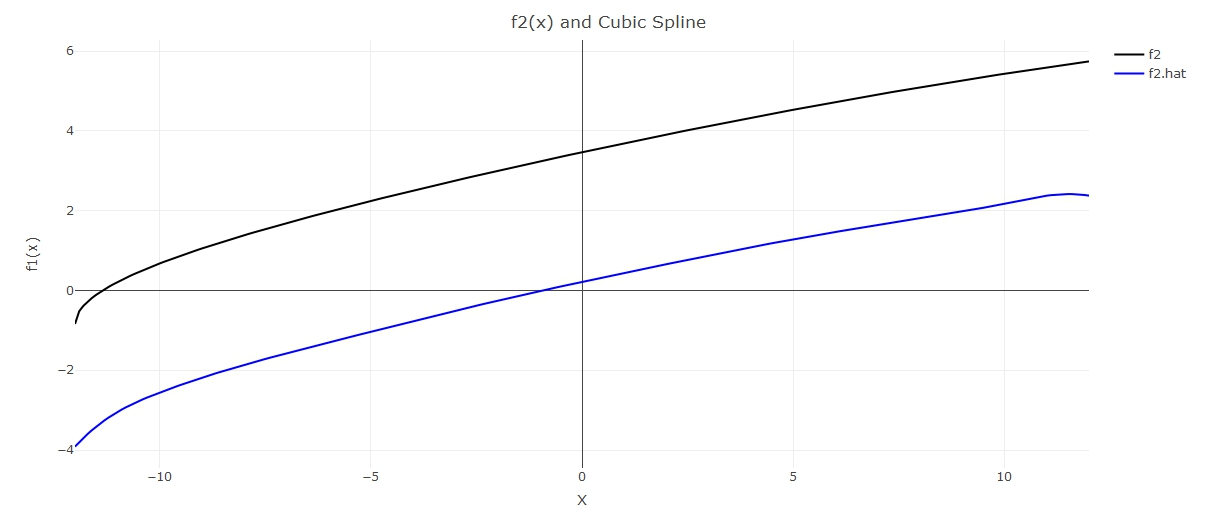 f2(x) and Cubic Spline
f2
f2.hat
6
4
2
0
−2
−4
f1(x)
−10
−5
0
5
10
X